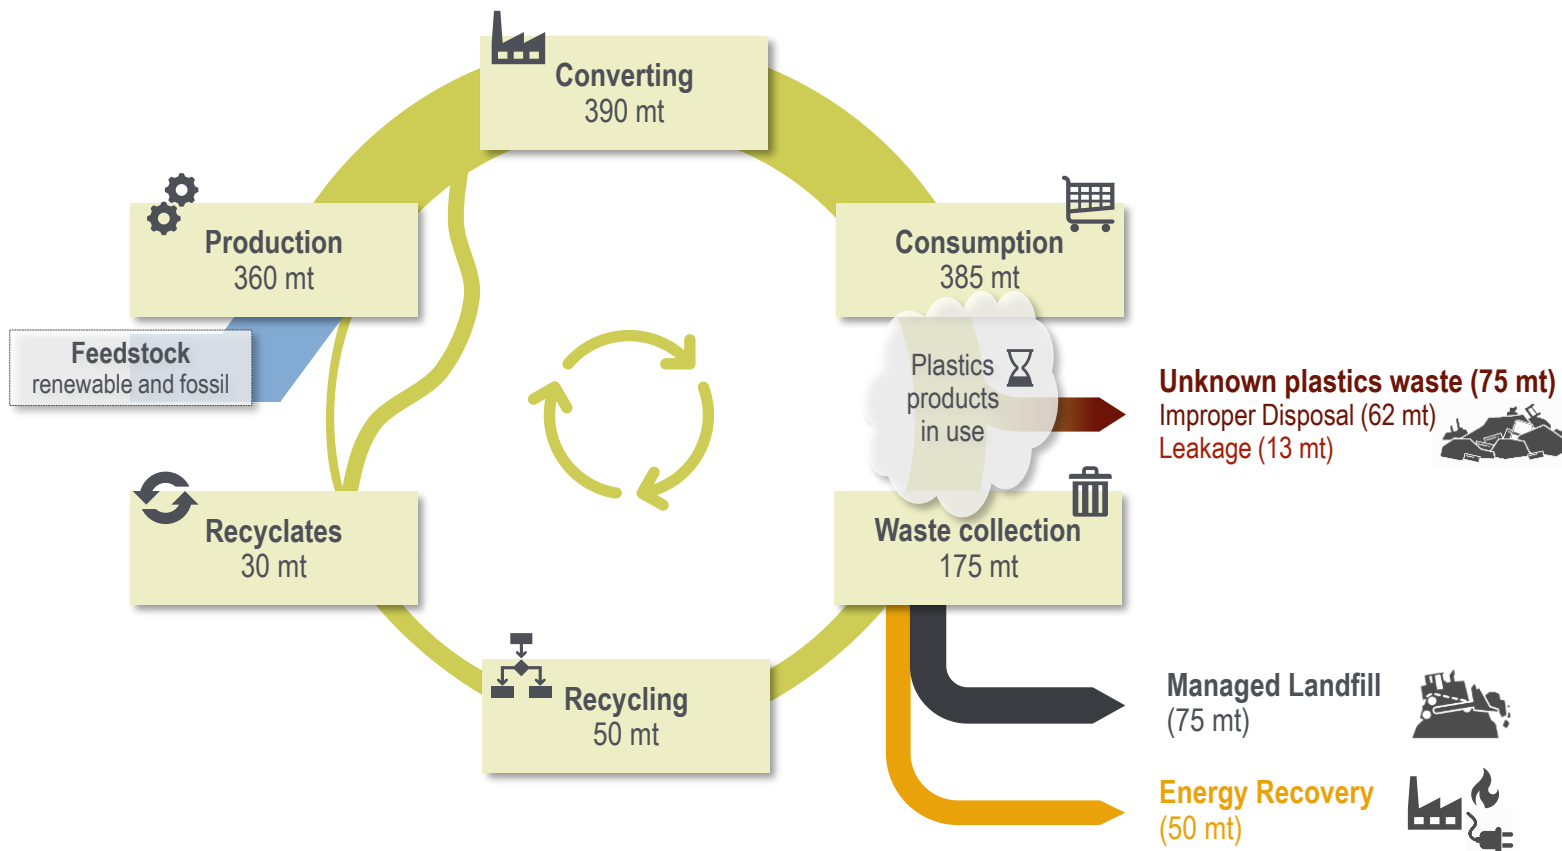 Converting
390 mt
Production
360 mt
Consumption
385 mt
Feedstock
renewable and fossil
Plastics
products
in use
Unknown plastics waste (75 mt)
Improper Disposal (62 mt)
Leakage (13 mt)
Recyclates
30 mt
Waste collection
175 mt
Recycling
50 mt
Managed Landfill
(75 mt)
Energy Recovery
(50 mt)